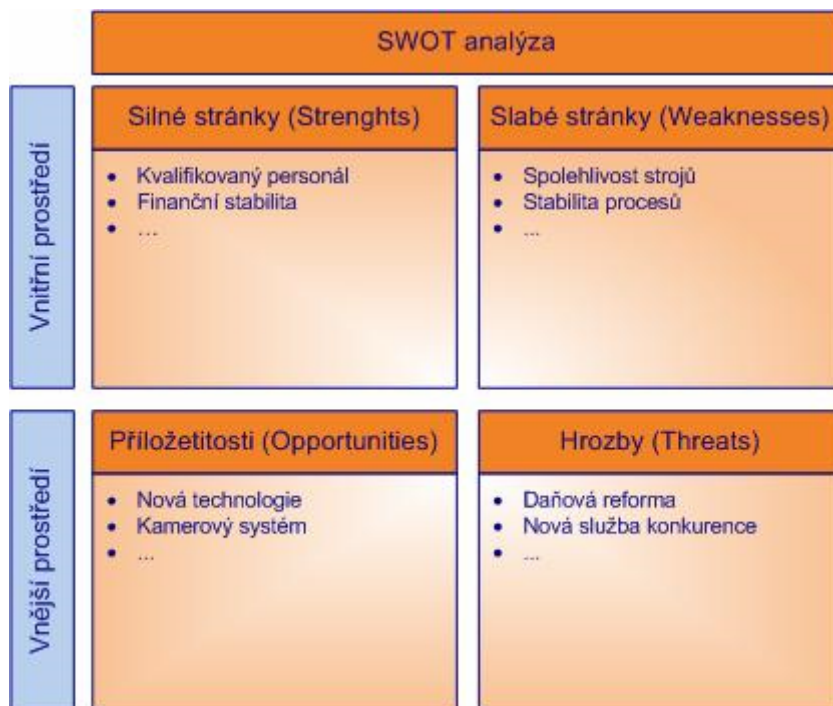 SWOT analýza
Vnitřní prostředí
Silné stránky (Strenghts)
• Kvalifikovaný personál
• Finanční stabilita
• ...
Slabé stránky (Weaknesses)
• Spolehlivost strojů
• Stabilita procesů
• ...
Vnější prostředí
Příložetitosti (Opportunities)
• Nová technologie
• Kamerový systém
• ...
Hrozby (Threats)
• Daňová reforma
• Nová služba konkurence
• ...